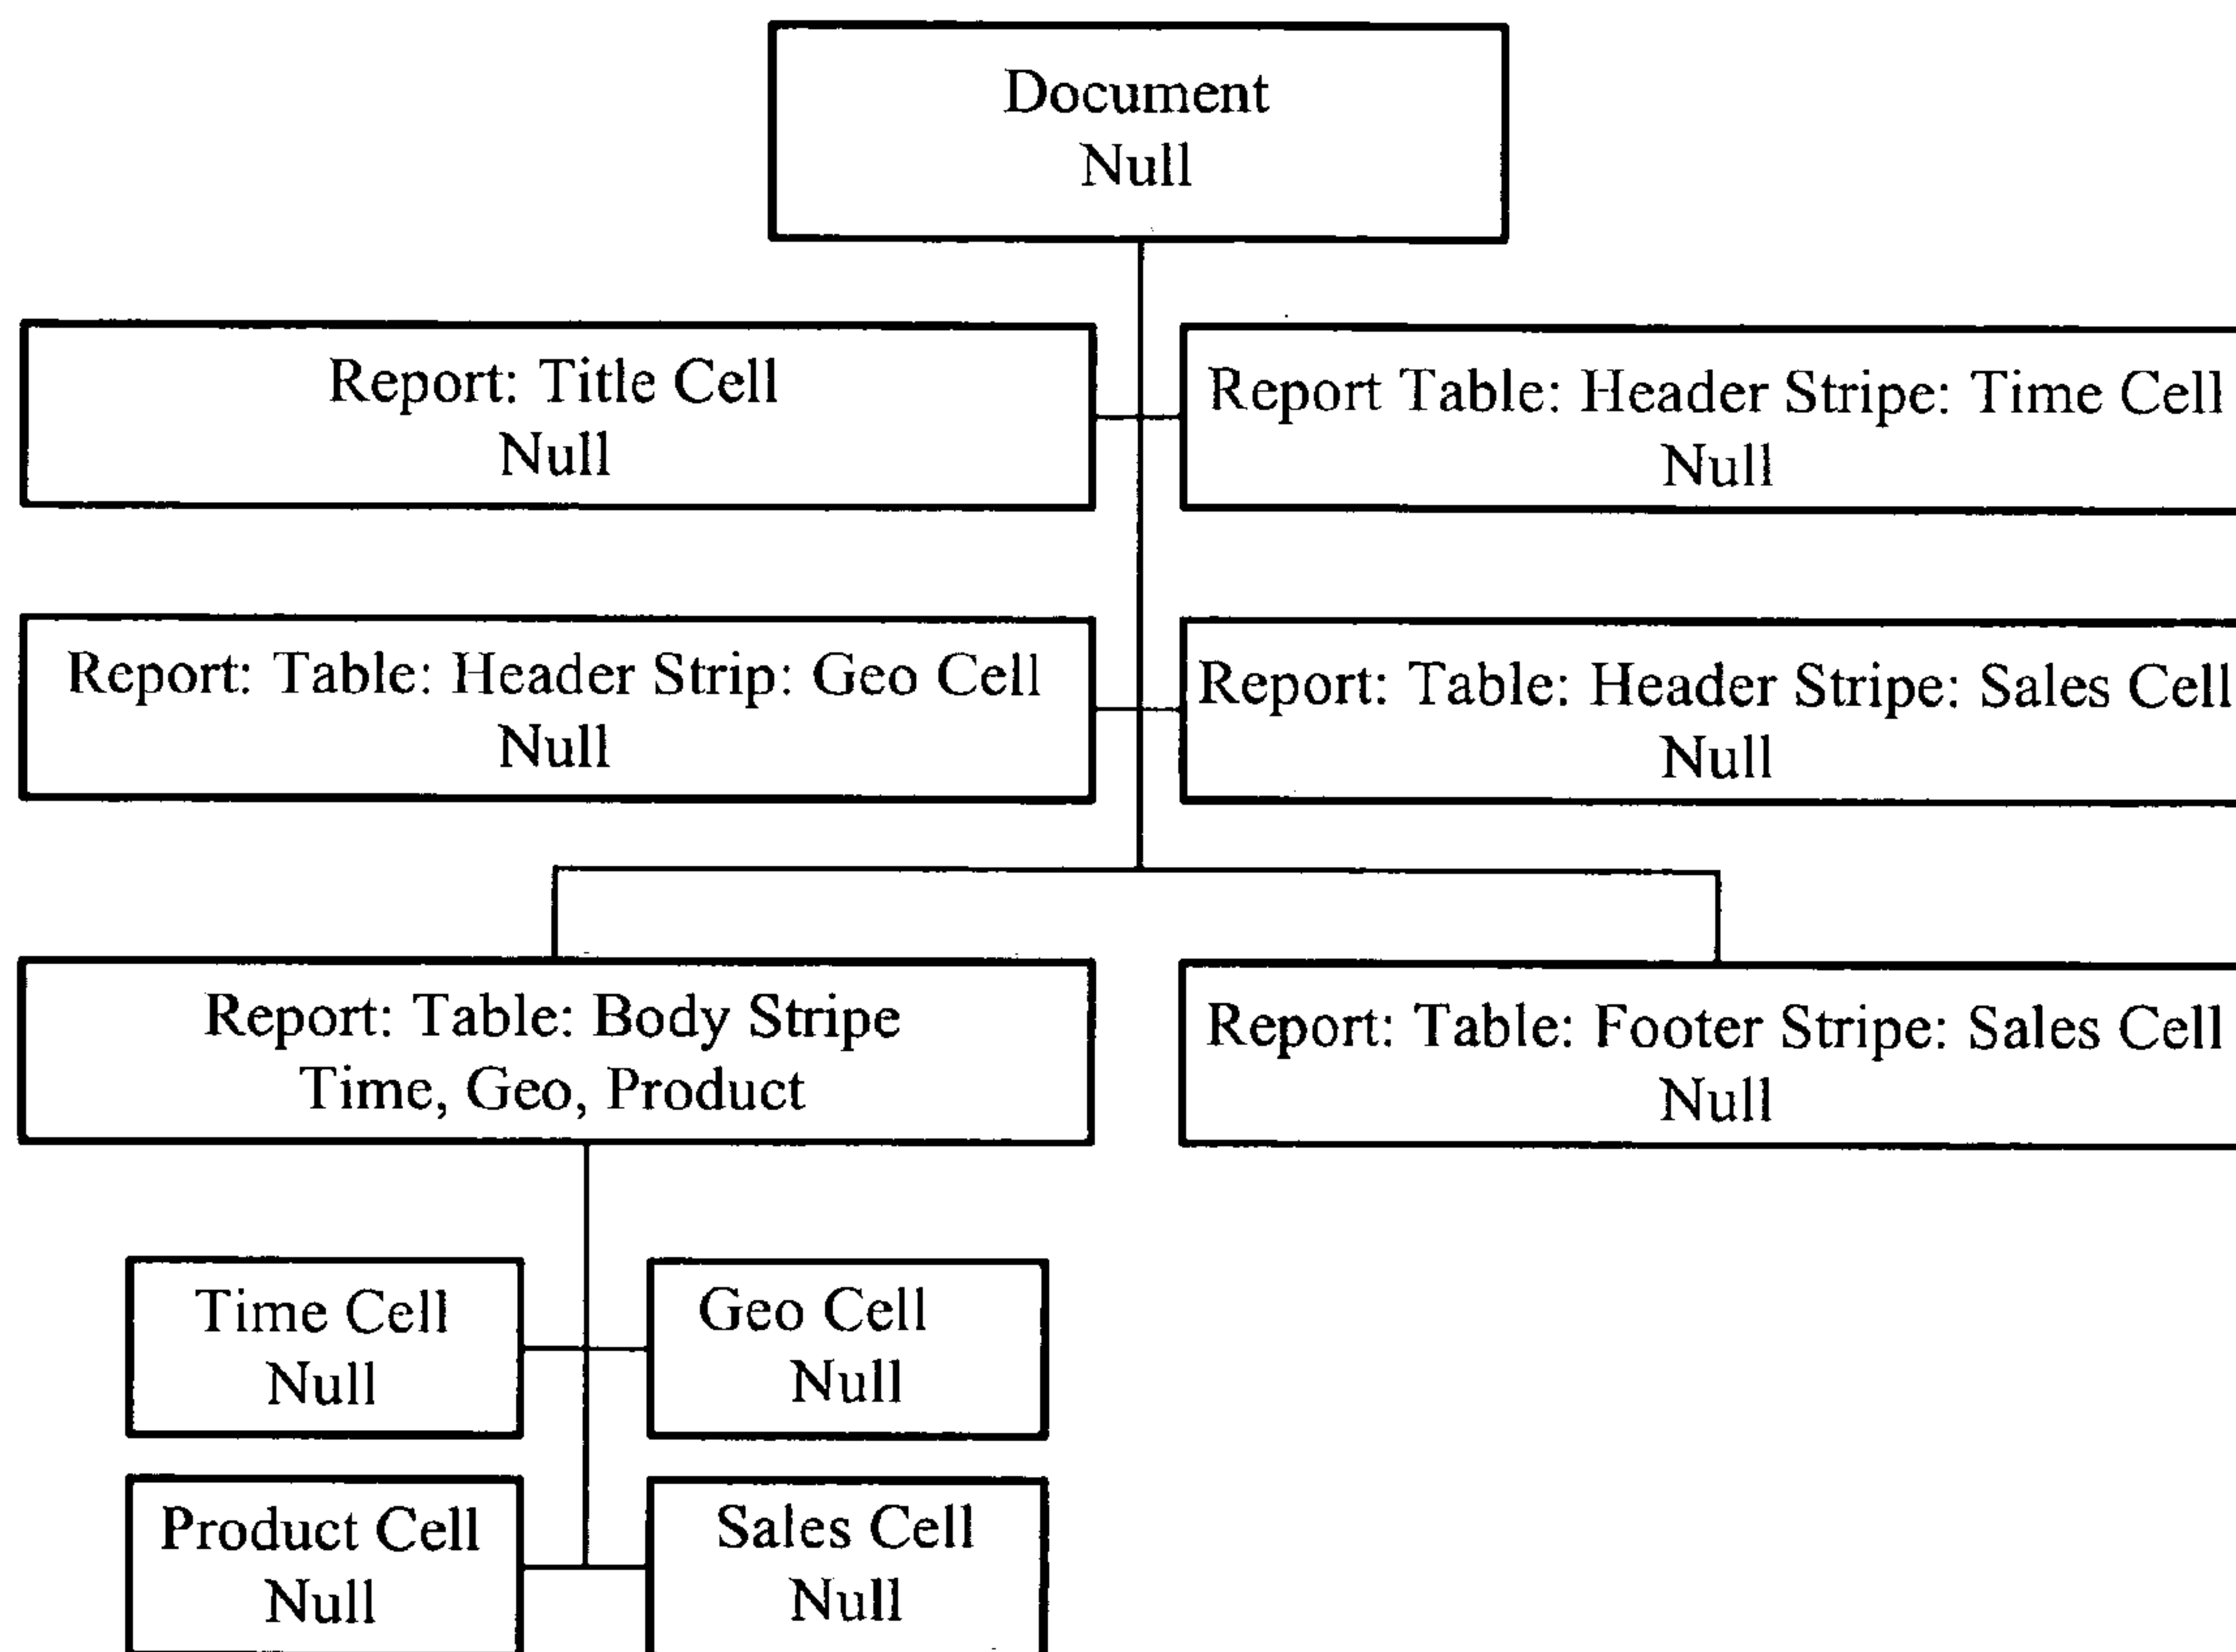 Document
Null
Report: Title Cell
Null
Report Table: Header Stripe: Time Cell
Null
Report: Table: Header Strip: Geo Cell
Null
Report: Table: Header Stripe: Sales Cell
Null
Report: Table: Body Stripe
Time, Geo, Product
Report: Table: Footer Stripe: Sales Cell
Null
Time Cell
Null
Geo Cell
Null
Product Cell
Null
Sales Cell
Null